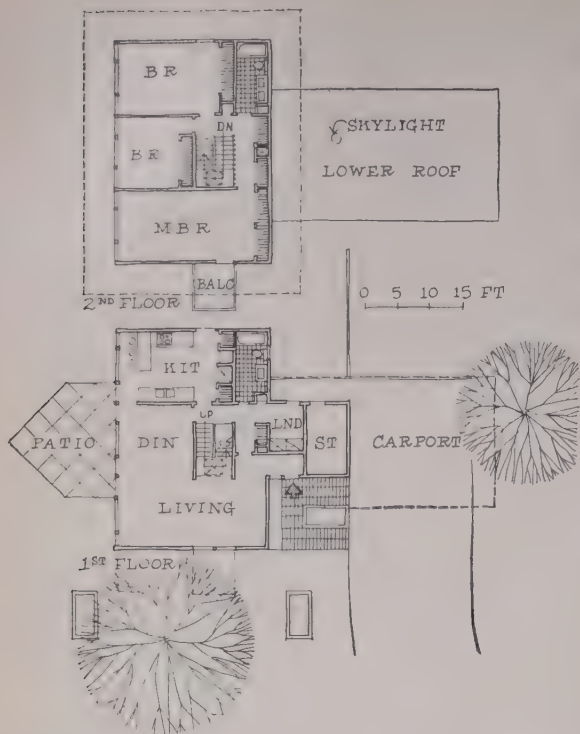 BR
DN
BR
SKYLIGHT
LOWER ROOF
MBR
BALC
2ND FLOOR
0 5 10 15 FT
KIT
UP
LND
PATIO
DIN
ST
CARPORT
LIVING
1ST FLOOR